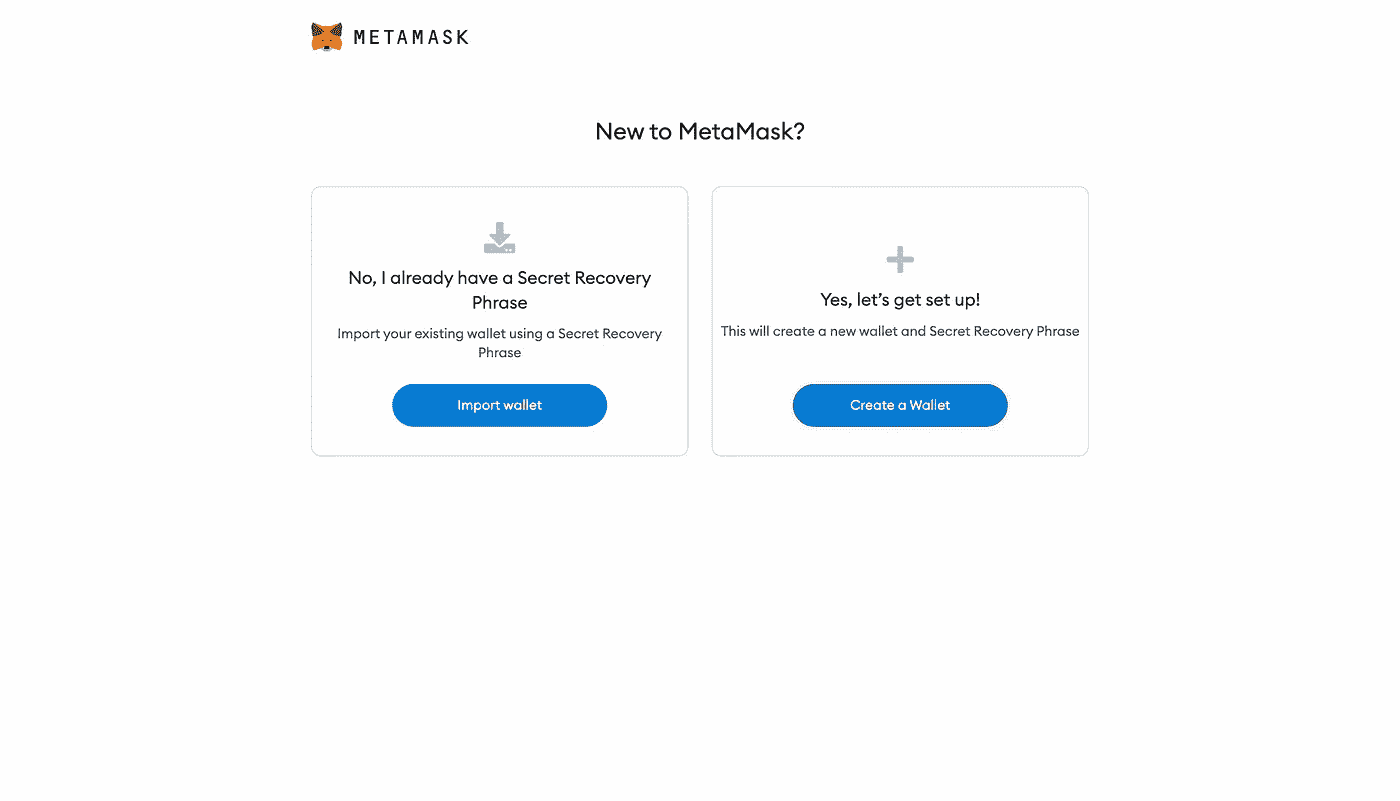 METAMASK
New to MetaMask?
No, I already have a Secret Recovery
Phrase
Import your existing wallet using a Secret Recovery
Phrase
Import wallet
Yes, let’s get set up!
This will create a new wallet and Secret Recovery Phrase
Create a Wallet